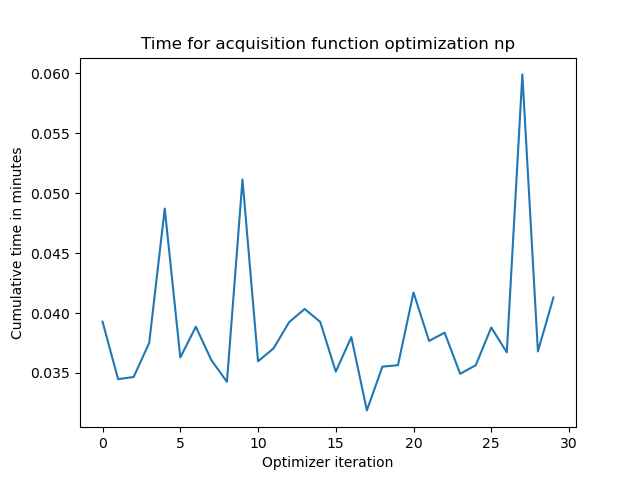 Time for acquisition function optimization np
Cumulative time in minutes
0.060
0.055
0.050
0.045
0.040
0.035
0 5 10 15 20 25 30
Optimizer iteration